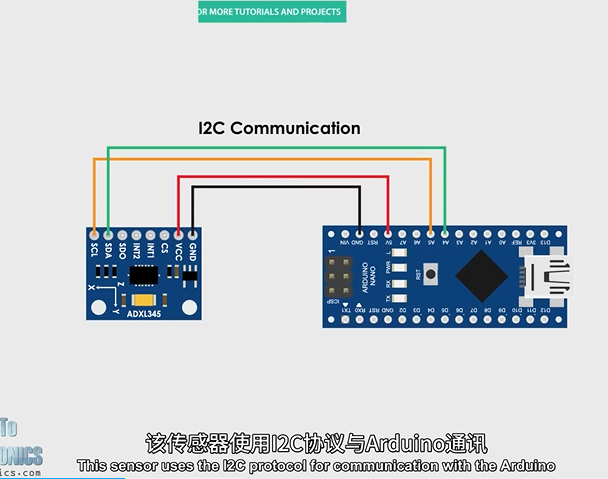 OR MORE TUTORIALS AND PROJECTS
I2C Communication
SCL SDA SDO INT2 INT1 CS VCC GND
VIN GND RST 5V A7 A6 A5 A4 A3 A2 A1 A0 REF 3V3 D13
X Z Y
ADXL345
1
ICSP
ARDUINO
NANO
L
PWR
RX
TX
RST
TX1 RX0 RST GND D2 D3 D4 D5 D6 D7 D8 D9 D10 D11 D12
To
RONICS
ics.com
该传感器使用I2C协议与Arduino通讯
This sensor uses the I2C protocol for communication with the Arduino